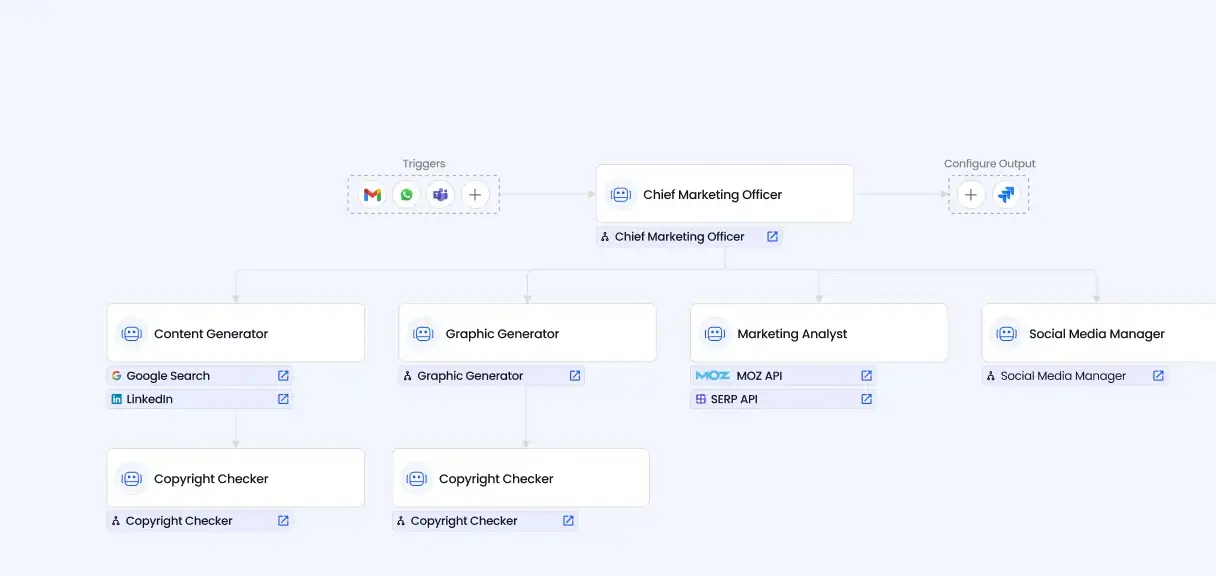 Triggers
Configure Output
Chief Marketing Officer
Chief Marketing Officer
Content Generator
Graphic Generator
Marketing Analyst
Social Media Manager
Google Search
Graphic Generator
MOZ MOZ API
Social Media Manager
in LinkedIn
SERP API
Copyright Checker
Copyright Checker
Copyright Checker
Copyright Checker